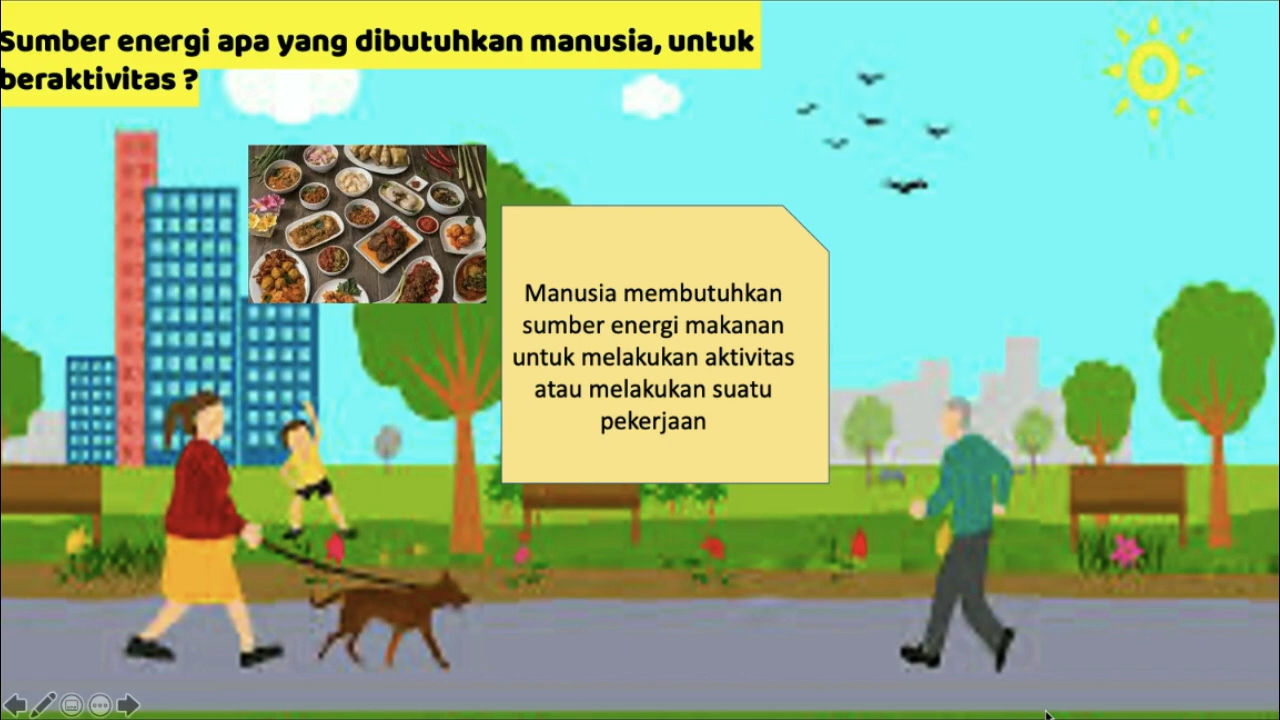 Sumber energi apa yang dibutuhkan manusia, untuk
beraktivitas ?
Manusia membutuhkan
sumber energi makanan
untuk melakukan aktivitas
atau melakukan suatu
pekerjaan